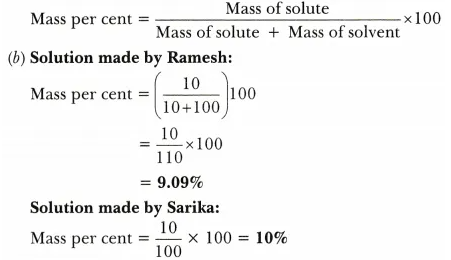 Mass per cent = Mass of solute / Mass of solute + Mass of solvent ×100
(b) Solution made by Ramesh:
Mass per cent = (10 / 10+100)100
= 10 / 110 ×100
= 9.09%
Solution made by Sarika:
Mass per cent = 10 / 100 × 100 = 10%